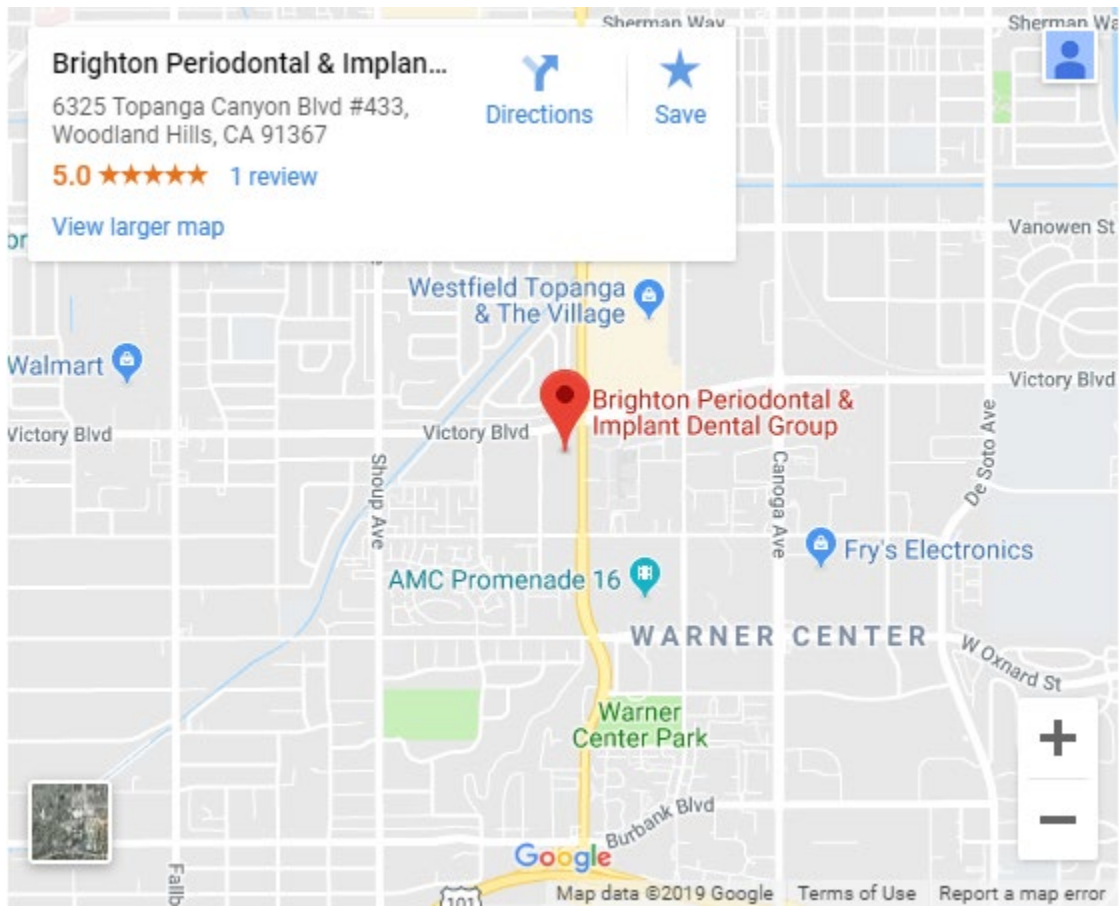 Sherman Way
Sherman Wa
Brighton Periodontal & Implan...
6325 Topanga Canyon Blvd #433,
Woodland Hills, CA 91367
5.0 ★★★★★ 1 review
View larger map
Directions
Save
or
Vanowen St
Westfield Topanga
& The Village
Walmart
Victory Blvd
Brighton Periodontal &
Implant Dental Group
Victory Blvd
Victory Blvd
De Soto Ave
Shoup Ave
Canoga Ave
Fry's Electronics
AMC Promenade 16
WARNER CENTER
W Oxnard St
Warner
Center Park
Burbank Blvd
Google
Fallb
101
Map data ©2019 Google
Terms of Use
Report a map error